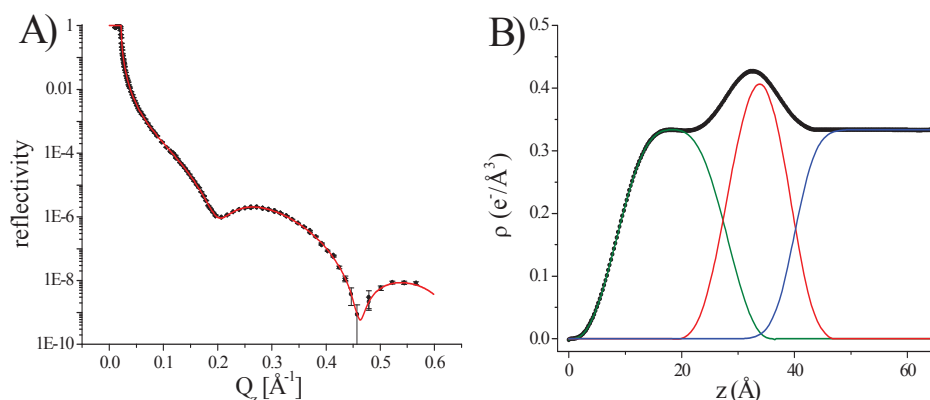 A)
1
0.01
1E-4
1E-6
1E-8
1E-10
reflectivity
0.0 0.1 0.2 0.3 0.4 0.5 0.6
Q_z [Å⁻¹]
B)
0.5
0.4
0.3
0.2
0.1
0.0
ρ (e⁻/Å³)
0 20 40 60
z (Å)